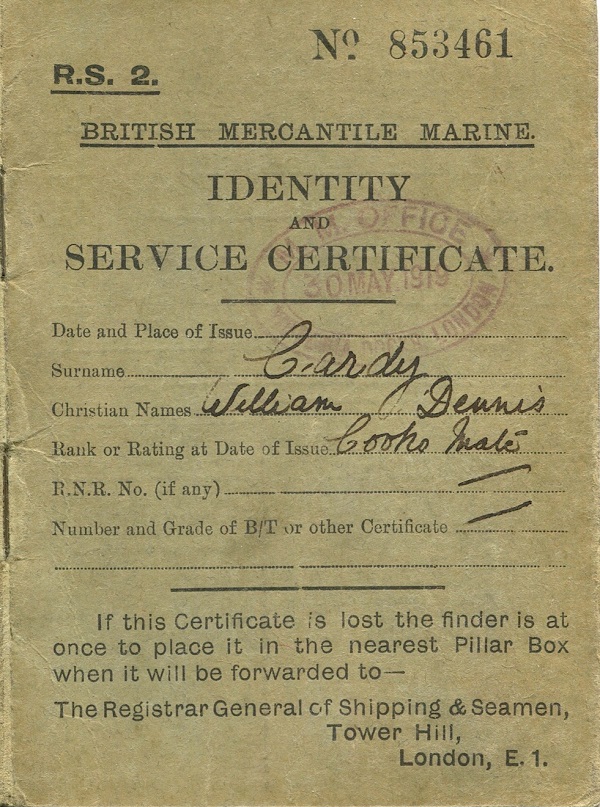 No 853461
R.S. 2.
BRITISH MERCANTILE MARINE.
IDENTITY
AND
SERVICE CERTIFICATE.
M.M. OFFICE
30 MAY 1919
LONDON
Date and Place of Issue
Surname Cardy
Christian Names William Dennis
Rank or Rating at Date of Issue Cooks Mate
R.N.R. No. (if any) —
Number and Grade of B/T or other Certificate —
If this Certificate is lost the finder is at
once to place it in the nearest Pillar Box
when it will be forwarded to—
The Registrar General of Shipping & Seamen,
Tower Hill,
London, E. 1.